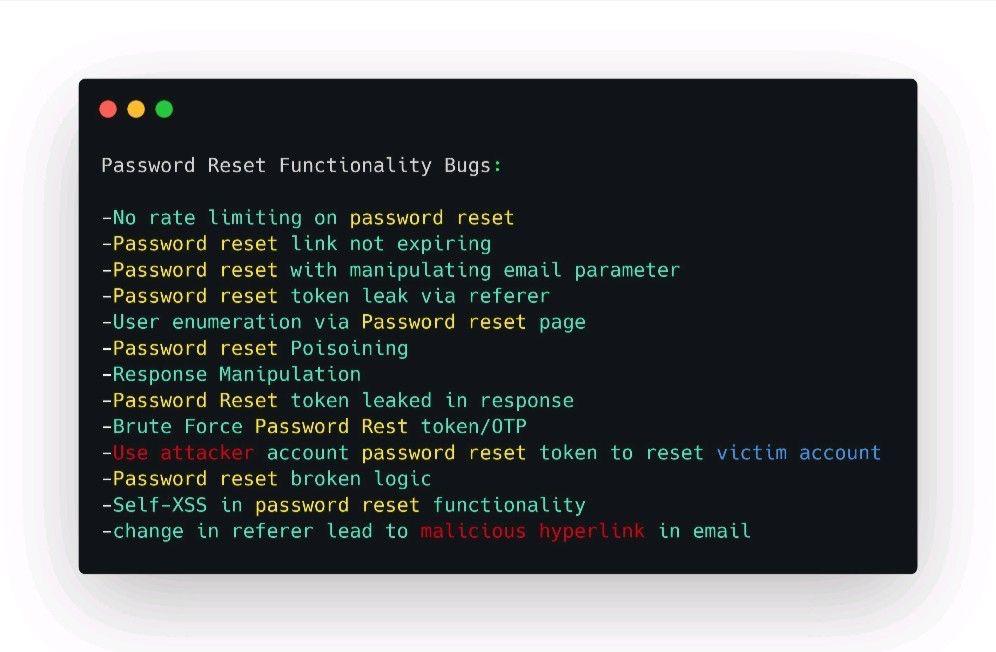 Password Reset Functionality Bugs:
-No rate limiting on password reset
-Password reset link not expiring
-Password reset with manipulating email parameter
-Password reset token leak via referer
-User enumeration via Password reset page
-Password reset Poisoining
-Response Manipulation
-Password Reset token leaked in response
-Brute Force Password Rest token/OTP
-Use attacker account password reset token to reset victim account
-Password reset broken logic
-Self-XSS in password reset functionality
-change in referer lead to malicious hyperlink in email